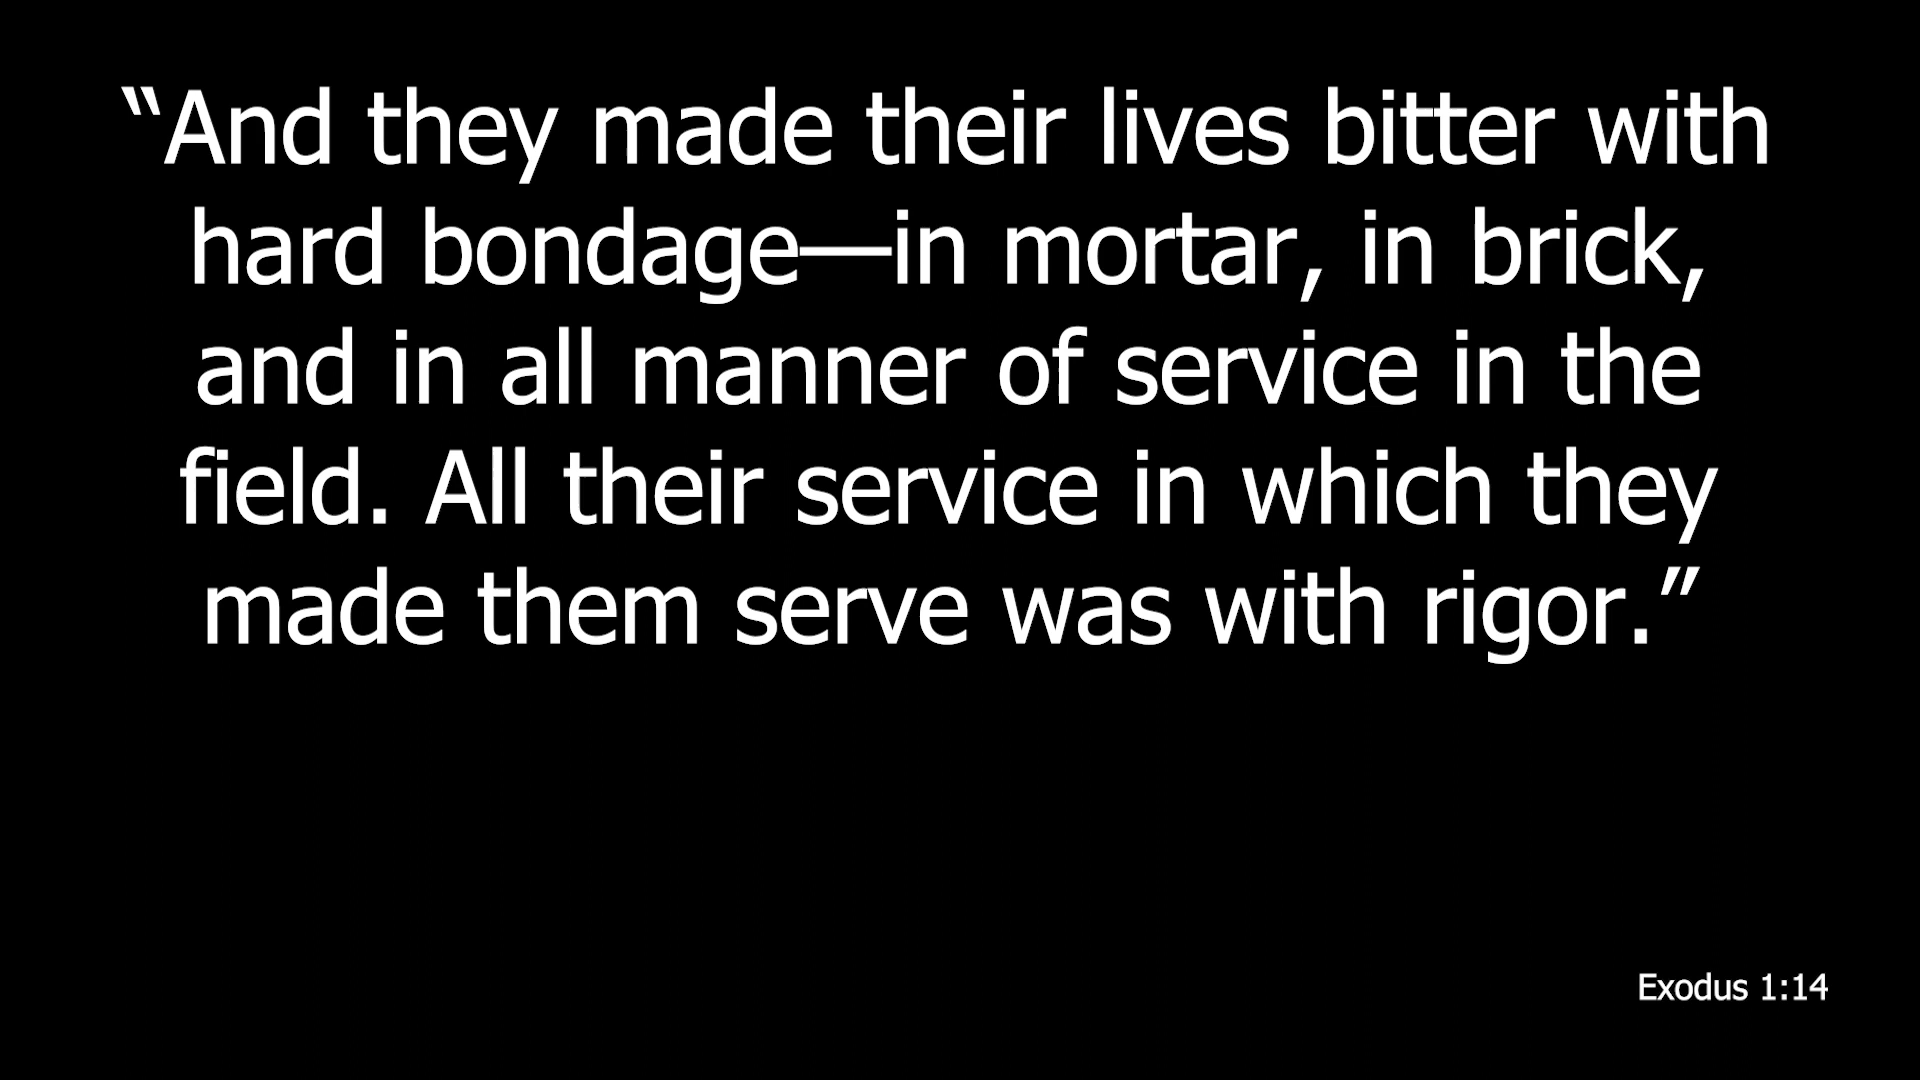 “And they made their lives bitter with
hard bondage—in mortar, in brick,
and in all manner of service in the
field. All their service in which they
made them serve was with rigor.”
Exodus 1:14